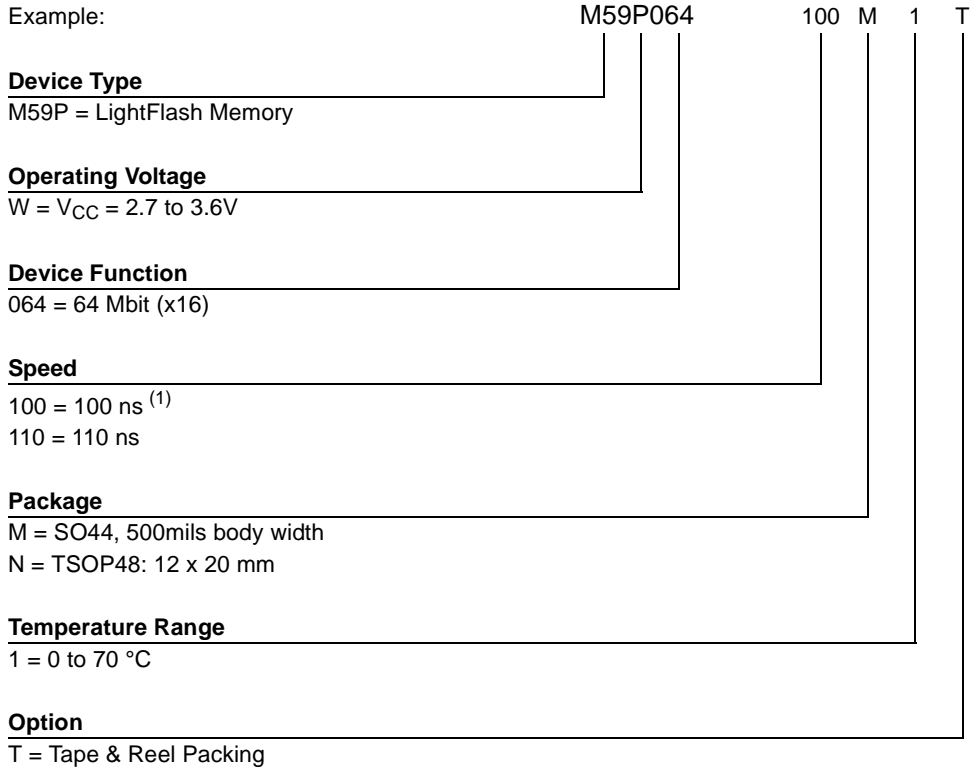 Example: M59P064 100 M 1 T
Device Type
M59P = LightFlash Memory
Operating Voltage
W = VCC = 2.7 to 3.6V
Device Function
064 = 64 Mbit (x16)
Speed
100 = 100 ns (1)
110 = 110 ns
Package
M = SO44, 500mils body width
N = TSOP48: 12 x 20 mm
Temperature Range
1 = 0 to 70 °C
Option
T = Tape & Reel Packing